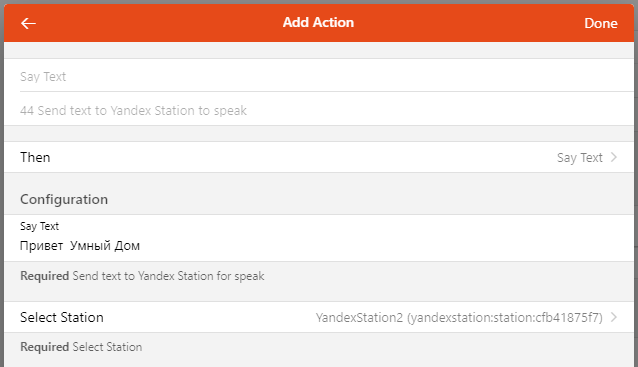 Add Action
Done
Say Text
44 Send text to Yandex Station to speak
Then Say Text
Configuration
Say Text
Привет  Умный Дом
Required Send text to Yandex Station for speak
Select Station YandexStation2 (yandexstation:station:cfb41875f7)
Required Select Station